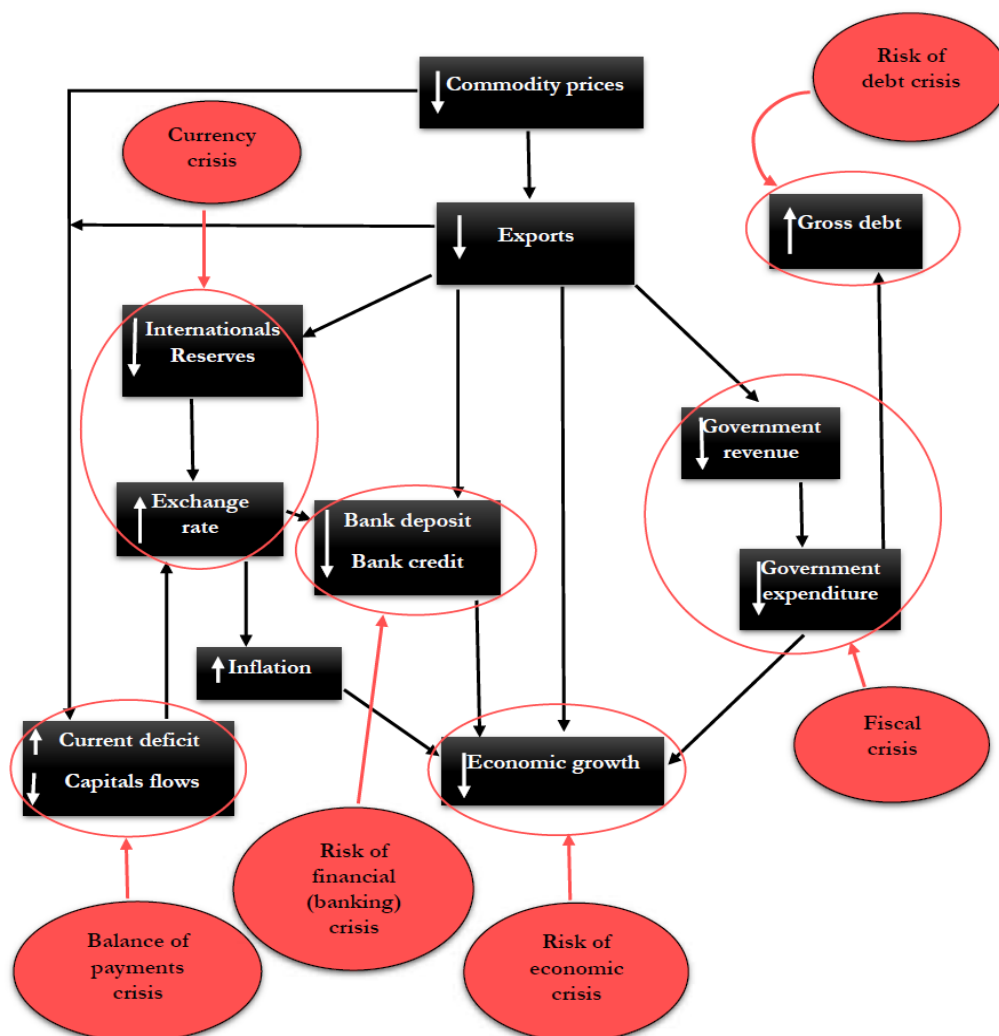 Risk of
debt crisis
Commodity prices
Currency
crisis
Gross debt
Exports
Internationals
Reserves
Government
revenue
Exchange
rate
Bank deposit
Bank credit
Government
expenditure
Inflation
Fiscal
crisis
Current deficit
Capitals flows
Economic growth
Risk of
financial
(banking)
crisis
Balance of
payments
crisis
Risk of
economic
crisis